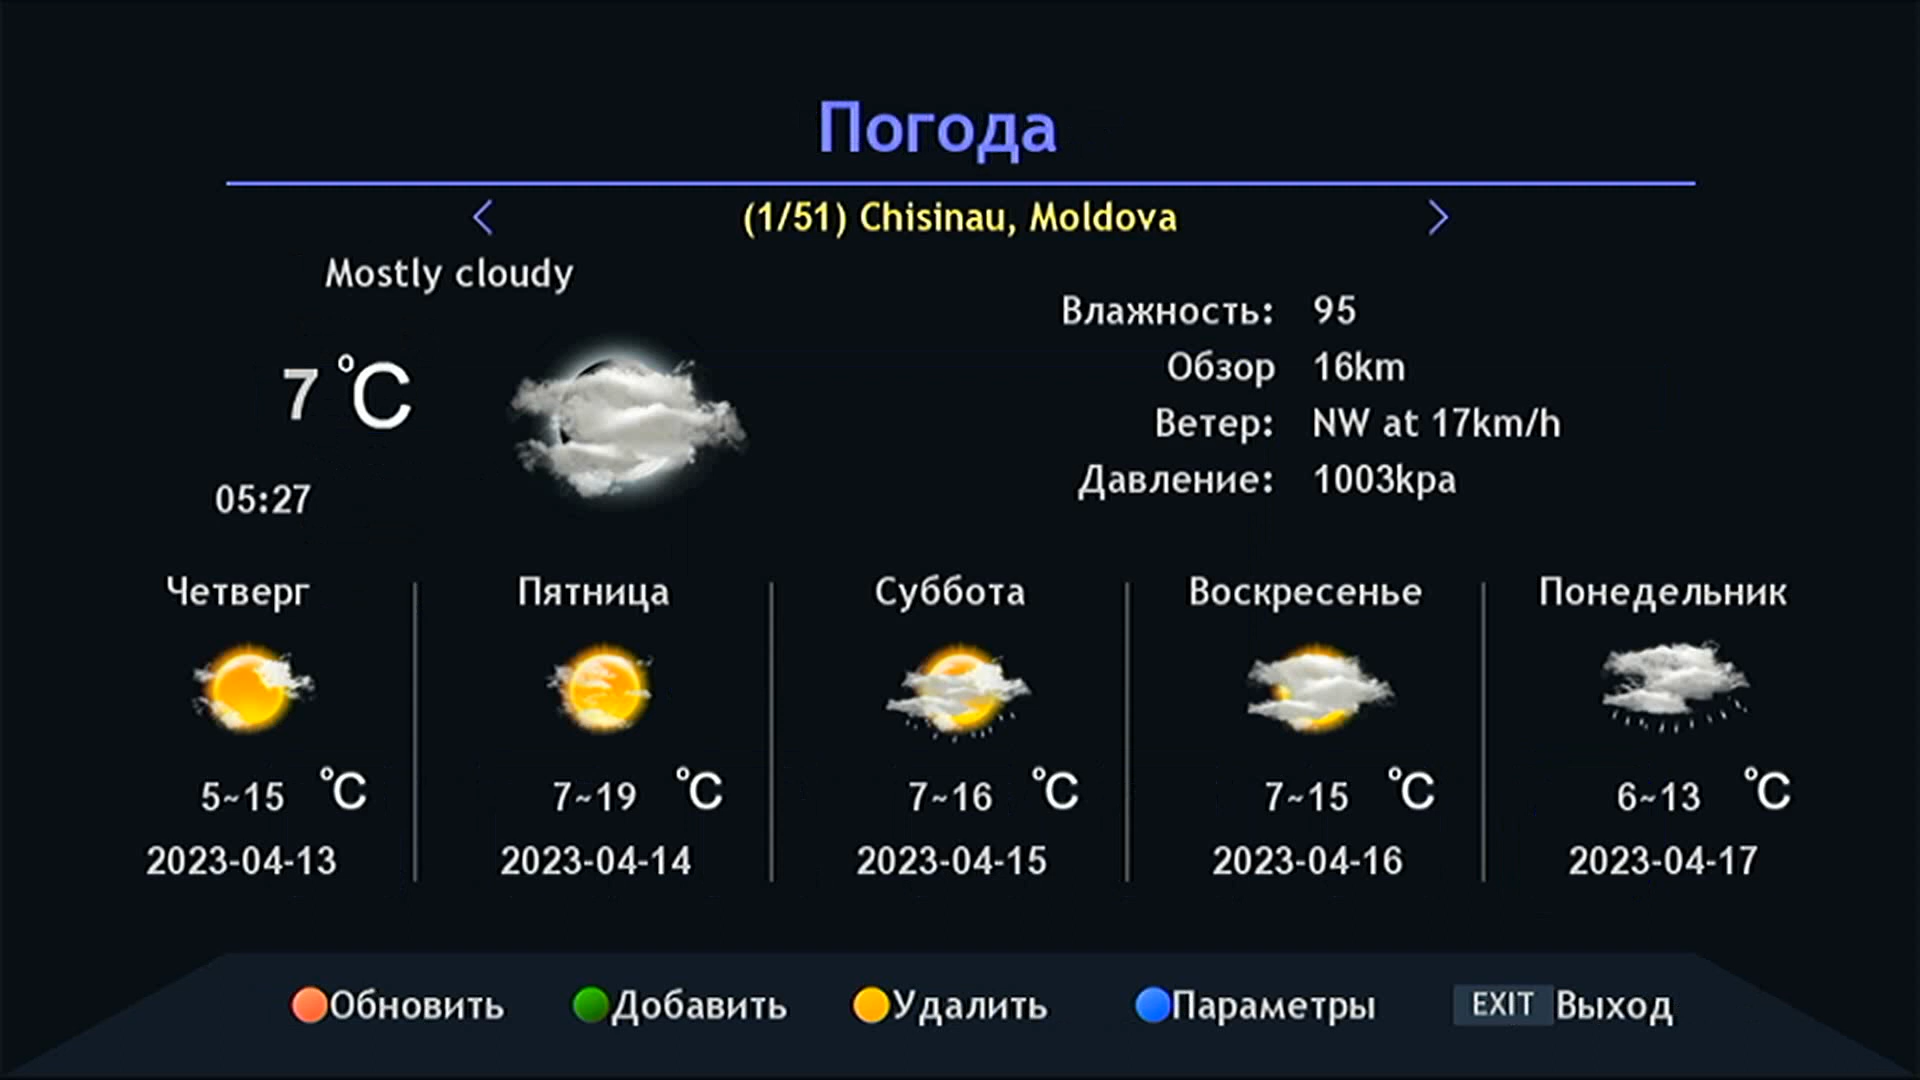 Погода
(1/51) Chisinau, Moldova
Mostly cloudy
7 °C
05:27
Влажность: 95
Обзор 16km
Ветер: NW at 17km/h
Давление: 1003kpa
Четверг Пятница Суббота Воскресенье Понедельник
5~15 °C 7~19 °C 7~16 °C 7~15 °C 6~13 °C
2023-04-13 2023-04-14 2023-04-15 2023-04-16 2023-04-17
Обновить Добавить Удалить Параметры EXIT Выход